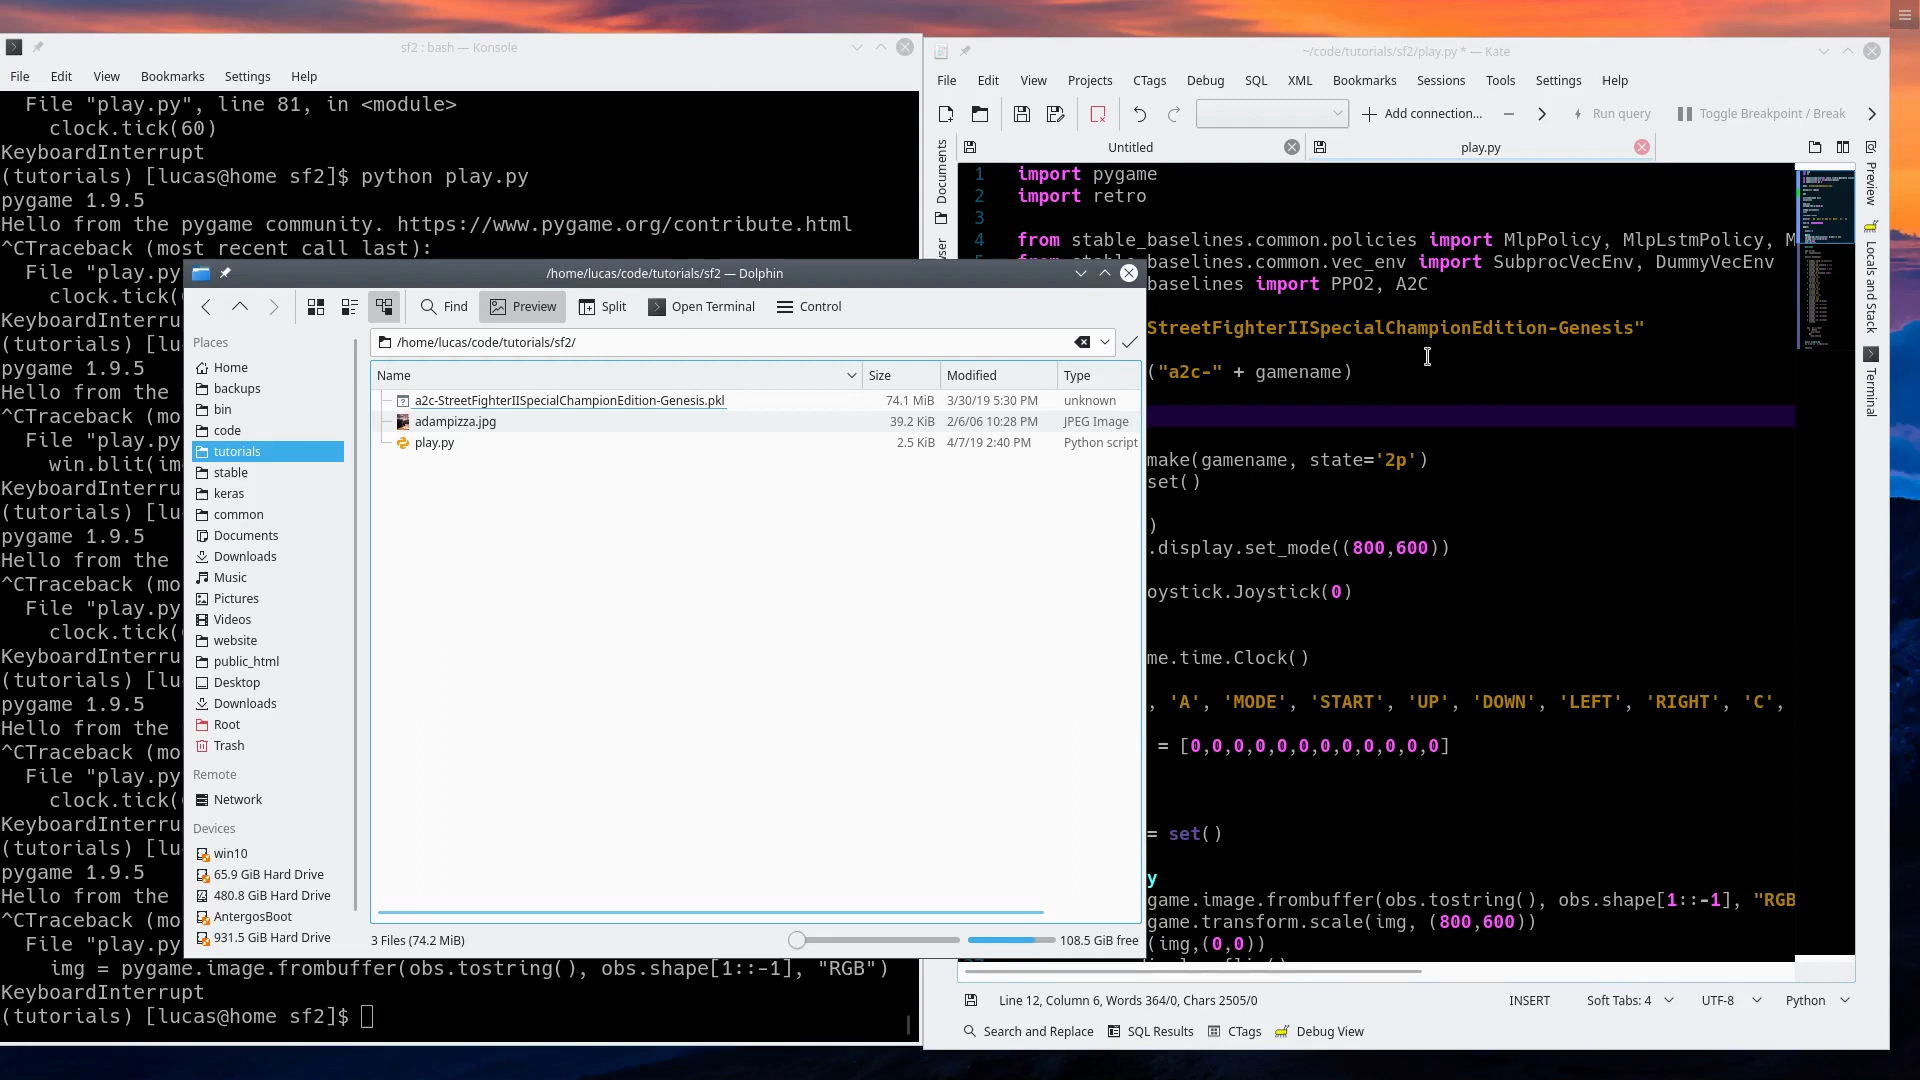 sf2 : bash — Konsole
File Edit View Bookmarks Settings Help
File "play.py", line 81, in <module>
clock.tick(60)
KeyboardInterrupt
(tutorials) [lucas@home sf2]$ python play.py
pygame 1.9.5
Hello from the pygame community. https://www.pygame.org/contribute.html
^CTraceback (most recent call last):
File "play.py
clock.tick(
KeyboardInterru
(tutorials) [lu
pygame 1.9.5
Hello from the
^CTraceback (mo
File "play.py
win.blit(im
KeyboardInterru
(tutorials) [lu
pygame 1.9.5
Hello from the
^CTraceback (mo
File "play.py
clock.tick(
KeyboardInterru
(tutorials) [lu
pygame 1.9.5
Hello from the
^CTraceback (mo
File "play.py
clock.tick(
KeyboardInterru
(tutorials) [lu
pygame 1.9.5
Hello from the
^CTraceback (mo
File "play.py
img = pygame.image.frombuffer(obs.tostring(), obs.shape[1::-1], "RGB")
KeyboardInterrupt
(tutorials) [lucas@home sf2]$
/home/lucas/code/tutorials/sf2 — Dolphin
Find Preview Split Open Terminal Control
Places
Home
backups
bin
code
tutorials
stable
keras
common
Documents
Downloads
Music
Pictures
Videos
website
public_html
Desktop
Downloads
Root
Trash
Remote
Network
Devices
win10
65.9 GiB Hard Drive
480.8 GiB Hard Drive
AntergosBoot
931.5 GiB Hard Drive
/home/lucas/code/tutorials/sf2/
Name Size Modified Type
a2c-StreetFighterIISpecialChampionEdition-Genesis.pkl 74.1 MiB 3/30/19 5:30 PM unknown
adampizza.jpg 39.2 KiB 2/6/06 10:28 PM JPEG Image
play.py 2.5 KiB 4/7/19 2:40 PM Python script
3 Files (74.2 MiB) 108.5 GiB free
~/code/tutorials/sf2/play.py * — Kate
File Edit View Projects CTags Debug SQL XML Bookmarks Sessions Tools Settings Help
Add connection... Run query Toggle Breakpoint / Break
Untitled play.py
Documents
wser
1 import pygame
2 import retro
3
4 from stable_baselines.common.policies import MlpPolicy, MlpLstmPolicy, M
baselines.common.vec_env import SubprocVecEnv, DummyVecEnv
baselines import PPO2, A2C
StreetFighterIISpecialChampionEdition-Genesis"
("a2c-" + gamename)
make(gamename, state='2p')
set()
)
.display.set_mode((800,600))
oystick.Joystick(0)
me.time.Clock()
, 'A', 'MODE', 'START', 'UP', 'DOWN', 'LEFT', 'RIGHT', 'C',
= [0,0,0,0,0,0,0,0,0,0,0,0]
= set()
y
game.image.frombuffer(obs.tostring(), obs.shape[1::-1], "RGB
game.transform.scale(img, (800,600))
(img,(0,0))
Preview
Locals and Stack
Terminal
Line 12, Column 6, Words 364/0, Chars 2505/0 INSERT Soft Tabs: 4 UTF-8 Python
Search and Replace SQL Results CTags Debug View